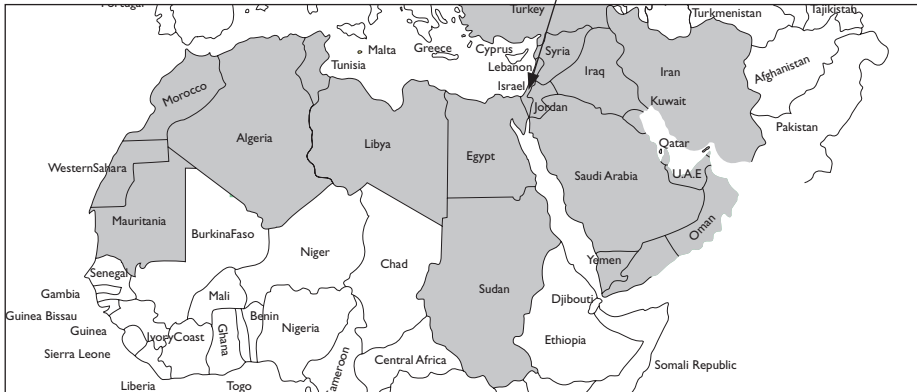 Portugal
Turkey
Turkmenistan
Tajikistan
Malta
Greece
Cyprus
Syria
Tunisia
Lebanon
Iraq
Iran
Afghanistan
Israel
Morocco
Jordan
Kuwait
Pakistan
Algeria
Libya
Egypt
Qatar
WesternSahara
Saudi Arabia
U.A.E
Mauritania
BurkinaFaso
Oman
Niger
Chad
Yemen
Senegal
Sudan
Gambia
Mali
Djibouti
Guinea Bissau
Benin
Nigeria
Guinea
IvoryCoast
Ghana
Ethiopia
Sierra Leone
Central Africa
Somali Republic
Liberia
Togo
ameroon